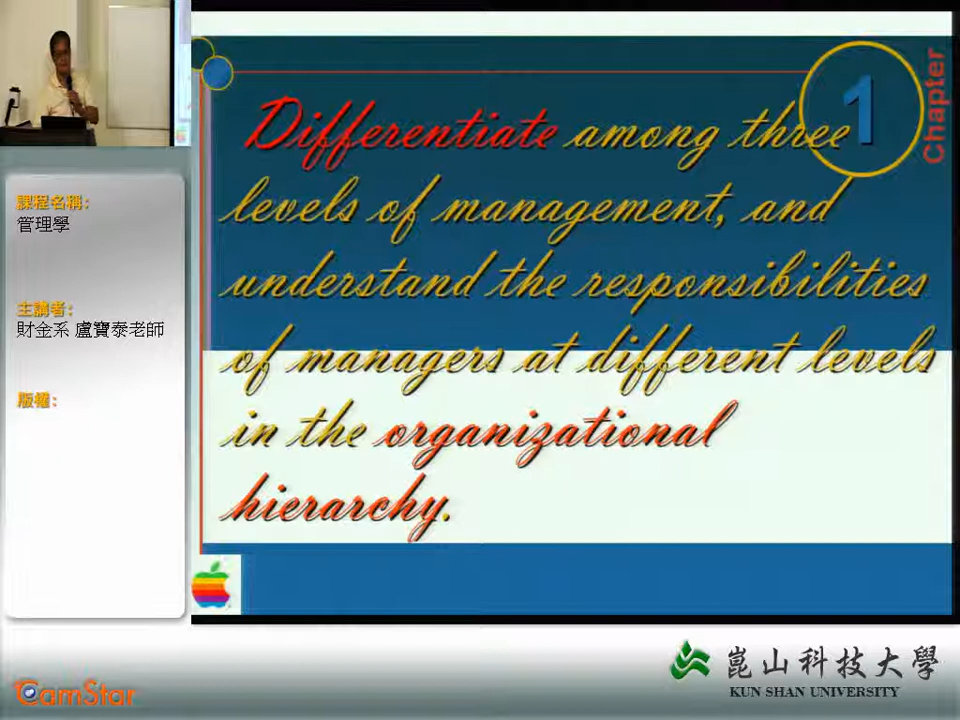 課程名稱:
管理學
主講者:
財金系 盧寶泰老師
版權:
Chapter
1
Differentiate among three
levels of management, and
understand the responsibilities
of managers at different levels
in the organizational
hierarchy.
CamStar
崑山科技大學
KUN SHAN UNIVERSITY